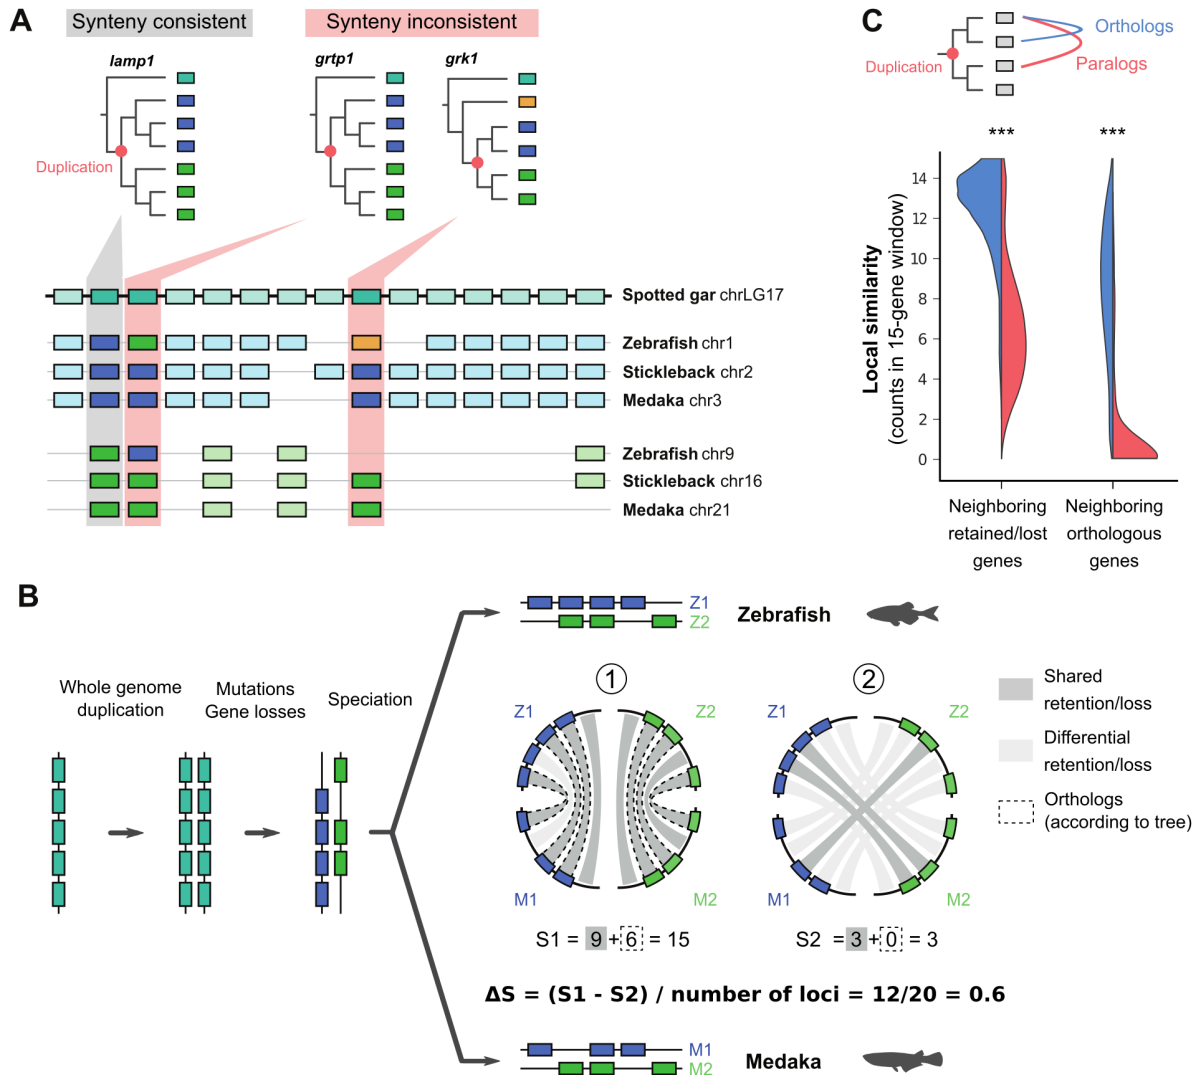 A
Synteny consistent
Synteny inconsistent
lamp1
grtp1
grk1
Duplication
Spotted gar chrLG17
Zebrafish chr1
Stickleback chr2
Medaka chr3
Zebrafish chr9
Stickleback chr16
Medaka chr21
C
Duplication
Orthologs
Paralogs
***
***
Local similarity
(counts in 15-gene window)
14
12
10
8
6
4
2
0
Neighboring
retained/lost
genes
Neighboring
orthologous
genes
B
Whole genome
duplication
Mutations
Gene losses
Speciation
Z1
Z2
Zebrafish
1
Z1
Z2
M1
M2
S1 = 9 + 6 = 15
2
Z1
Z2
M1
M2
S2 = 3 + 0 = 3
Shared
retention/loss
Differential
retention/loss
Orthologs
(according to tree)
ΔS = (S1 - S2) / number of loci = 12/20 = 0.6
M1
M2
Medaka